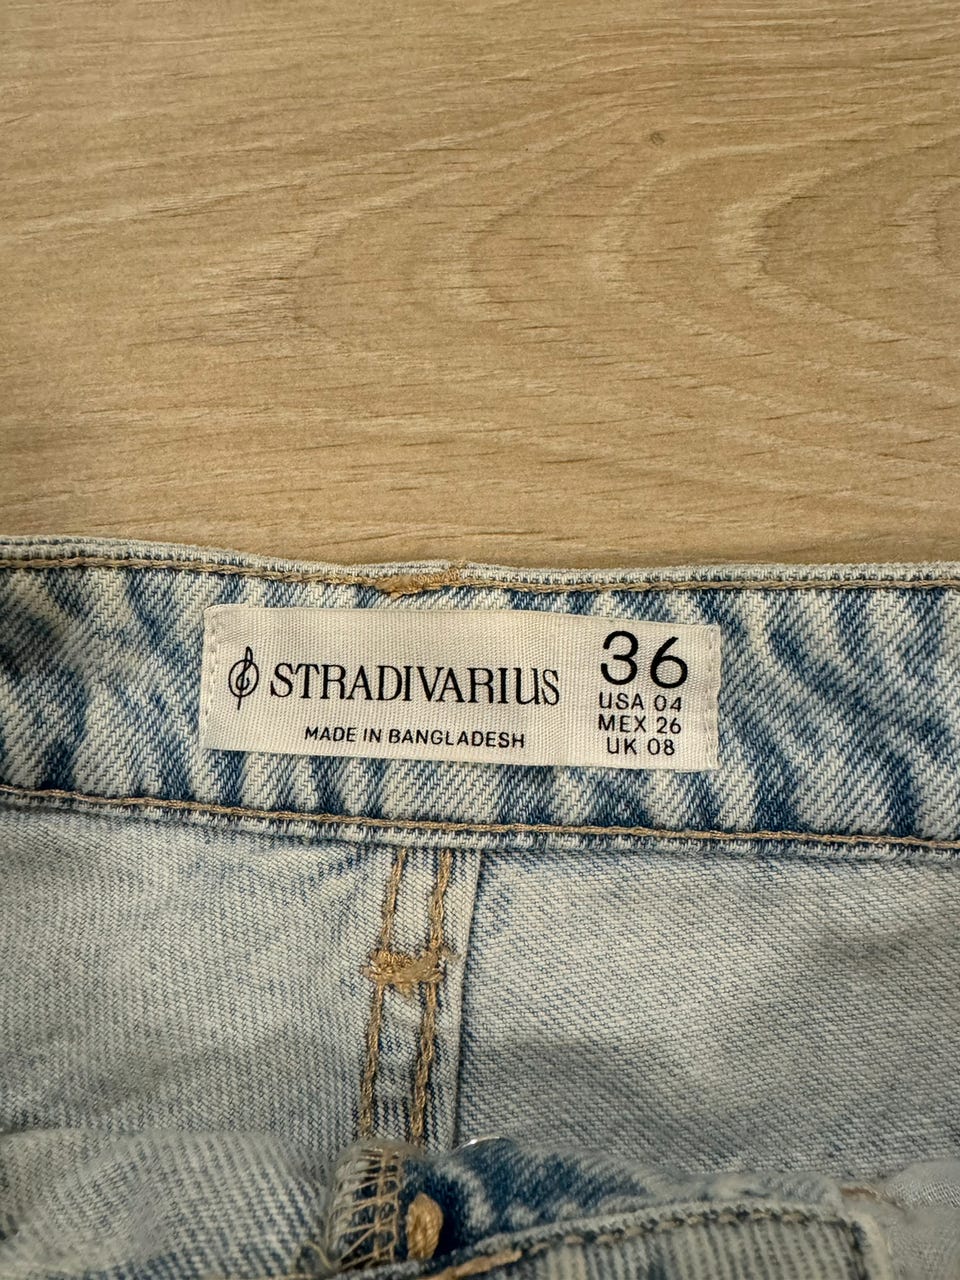 STRADIVARIUS
MADE IN BANGLADESH
36
USA 04
MEX 26
UK 08